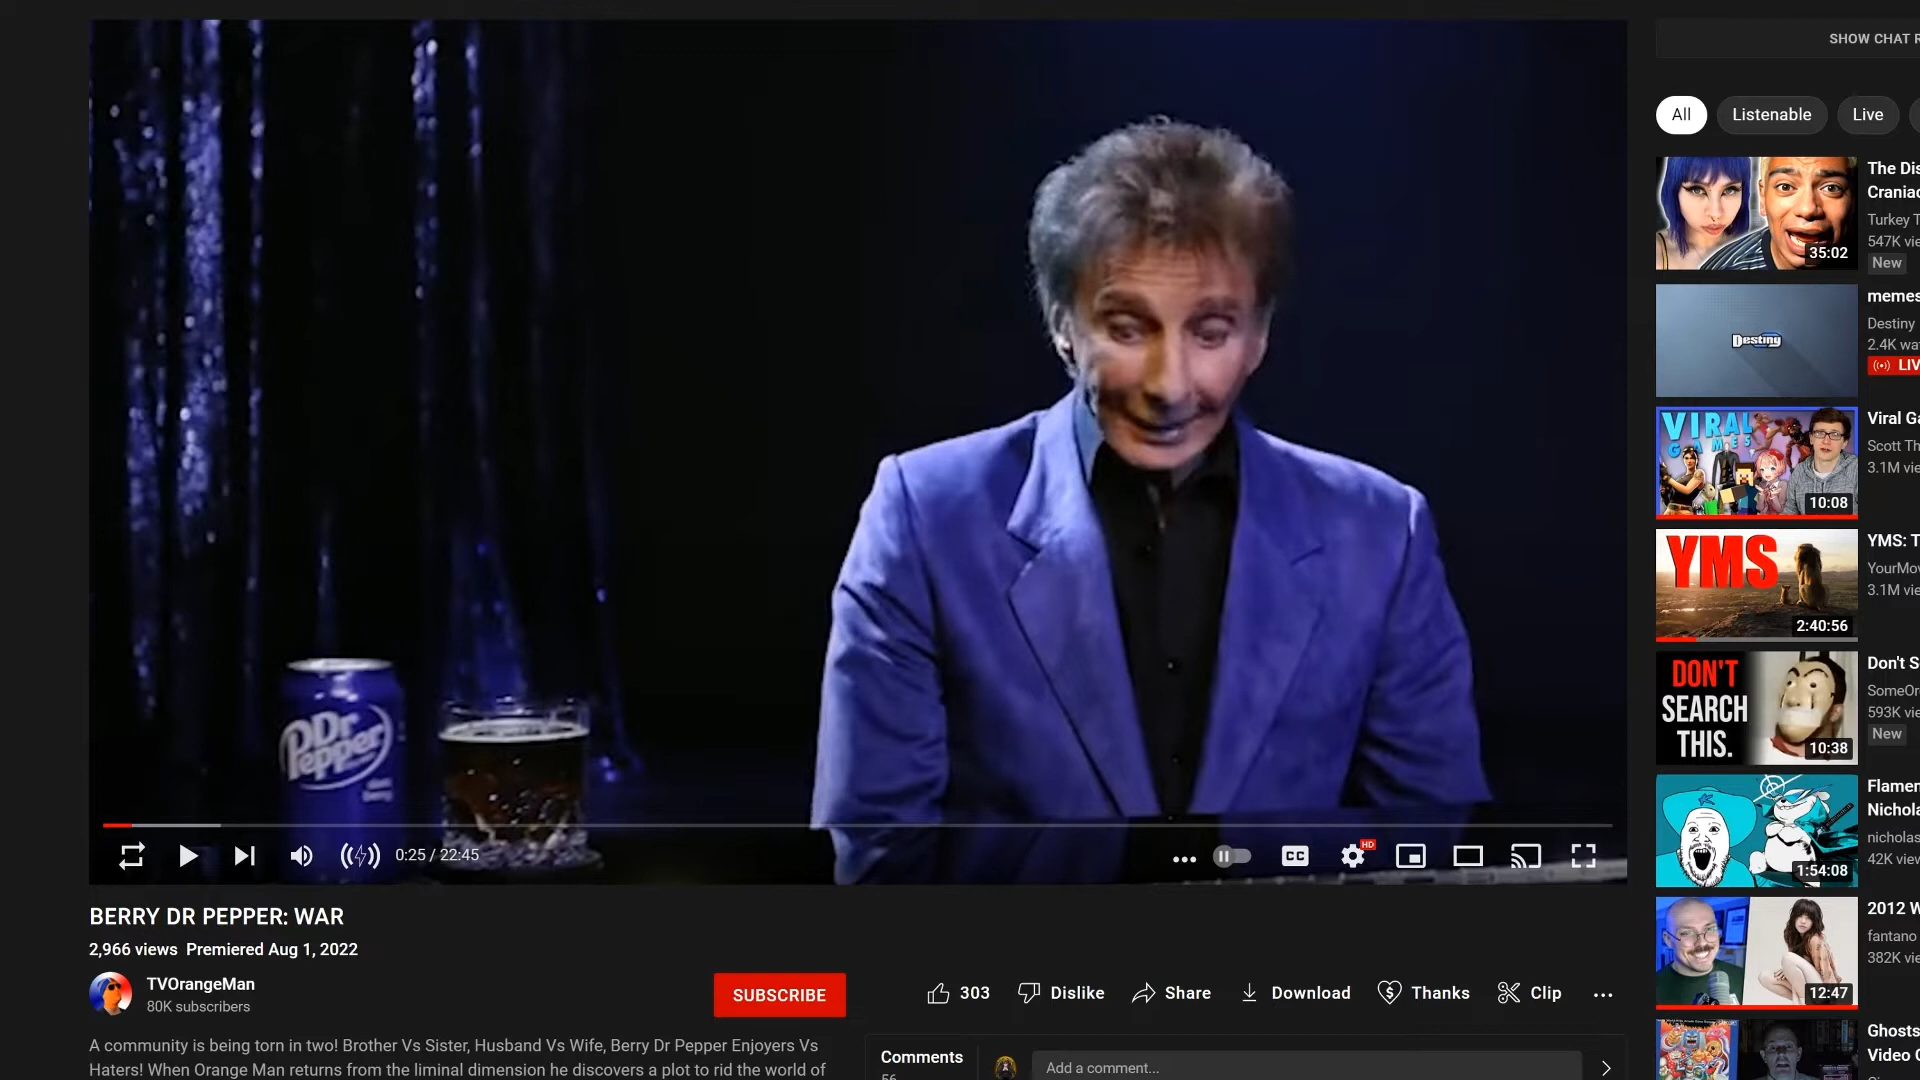 SHOW CHAT R
All
Listenable
Live
Dr
Pepper
0:25 / 22:45
CC
HD
BERRY DR PEPPER: WAR
2,966 views Premiered Aug 1, 2022
TVOrangeMan
80K subscribers
SUBSCRIBE
303
Dislike
Share
Download
Thanks
Clip
A community is being torn in two! Brother Vs Sister, Husband Vs Wife, Berry Dr Pepper Enjoyers Vs
Haters! When Orange Man returns from the liminal dimension he discovers a plot to rid the world of
Comments
56
Add a comment...
35:02
The Dis
Craniac
Turkey T
547K vie
New
Destiny
memes
Destiny
2.4K wa
LIV
VIRAL
GAMES
10:08
Viral Ga
Scott Th
3.1M vie
YMS
2:40:56
YMS: T
YourMov
3.1M vie
DON'T
SEARCH
THIS.
10:38
Don't S
SomeOr
593K vie
New
1:54:08
Flamen
Nichola
nicholas
42K view
12:47
2012 W
fantano
382K vie
Ghosts
Video G